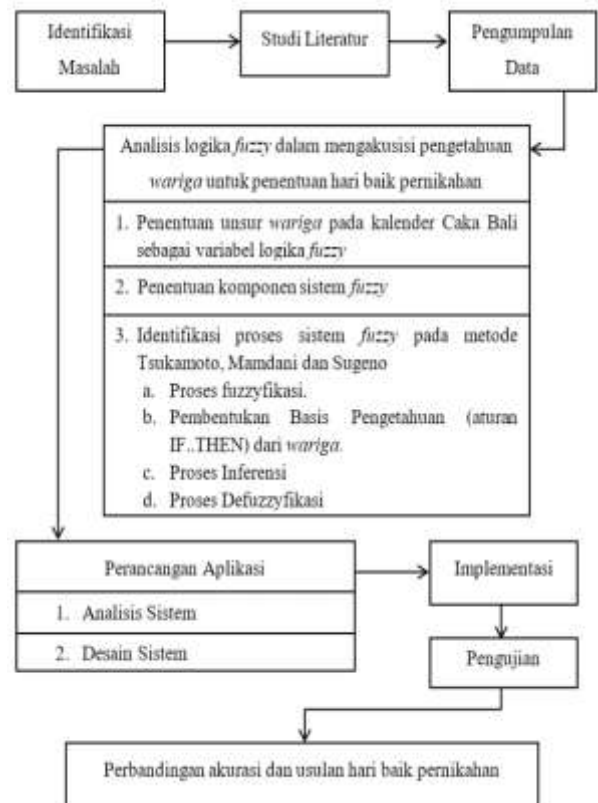 Identifikasi
Masalah
Studi Literatur
Pengumpulan
Data
Analisis logika fuzzy dalam mengakusisi pengetahuan
wariga untuk penentuan hari baik pernikahan
1. Penentuan unsur wariga pada kalender Caka Bali
sebagai variabel logika fuzzy
2. Penentuan komponen sistem fuzzy
3. Identifikasi proses sistem fuzzy pada metode
Tsukamoto, Mamdani dan Sugeno
a. Proses fuzzyfikasi.
b. Pembentukan Basis Pengetahuan (aturan
IF..THEN) dari wariga.
c. Proses Inferensi
d. Proses Defuzzyfikasi
Perancangan Aplikasi
1. Analisis Sistem
2. Desain Sistem
Implementasi
Pengujian
Perbandingan akurasi dan usulan hari baik pernikahan